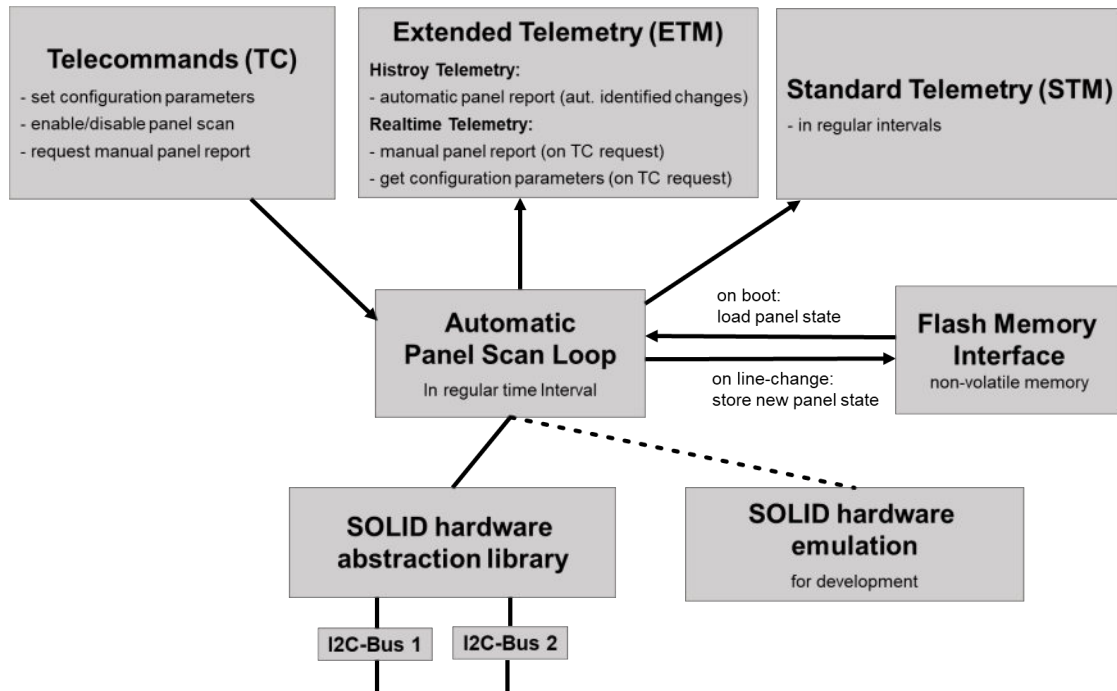 Telecommands (TC)
- set configuration parameters
- enable/disable panel scan
- request manual panel report
Extended Telemetry (ETM)
Histroy Telemetry:
- automatic panel report (aut. identified changes)
Realtime Telemetry:
- manual panel report (on TC request)
- get configuration parameters (on TC request)
Standard Telemetry (STM)
- in regular intervals
Automatic
Panel Scan Loop
In regular time Interval
on boot:
load panel state
on line-change:
store new panel state
Flash Memory
Interface
non-volatile memory
SOLID hardware
abstraction library
SOLID hardware
emulation
for development
I2C-Bus 1
I2C-Bus 2